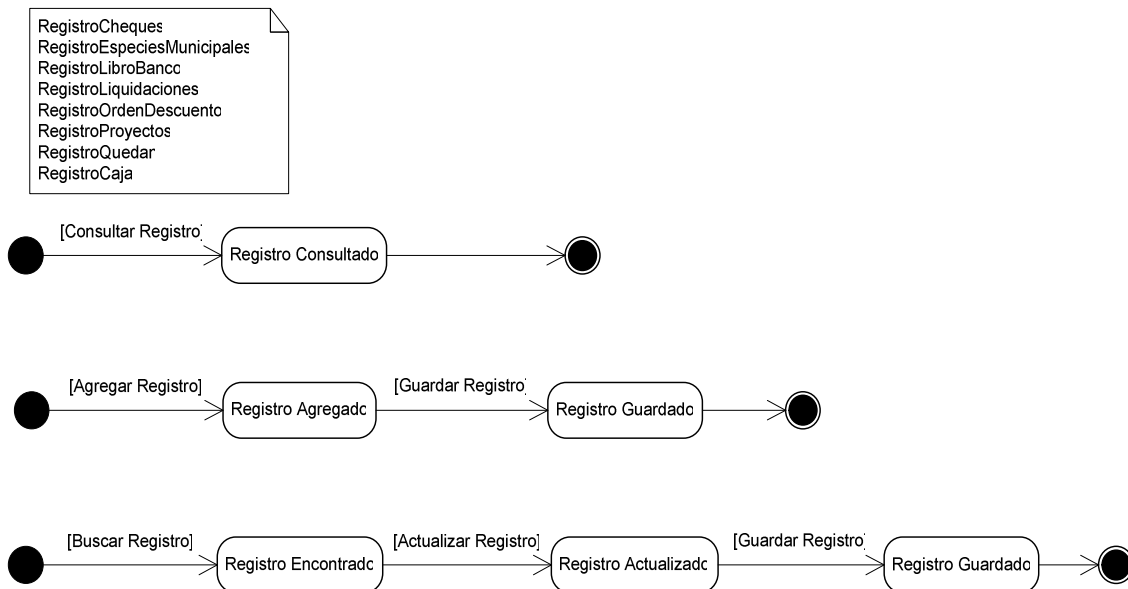 RegistroCheques
RegistroEspeciesMunicipales
RegistroLibroBanco
RegistroLiquidaciones
RegistroOrdenDescuento
RegistroProyectos
RegistroQuedan
RegistroCaja
[Consultar Registro]
Registro Consultado
[Agregar Registro]
Registro Agregado
[Guardar Registro]
Registro Guardado
[Buscar Registro]
Registro Encontrado
[Actualizar Registro]
Registro Actualizado
[Guardar Registro]
Registro Guardado